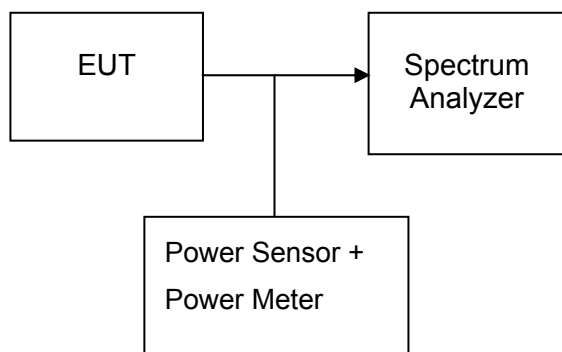 EUT
Spectrum
Analyzer
Power Sensor +
Power Meter